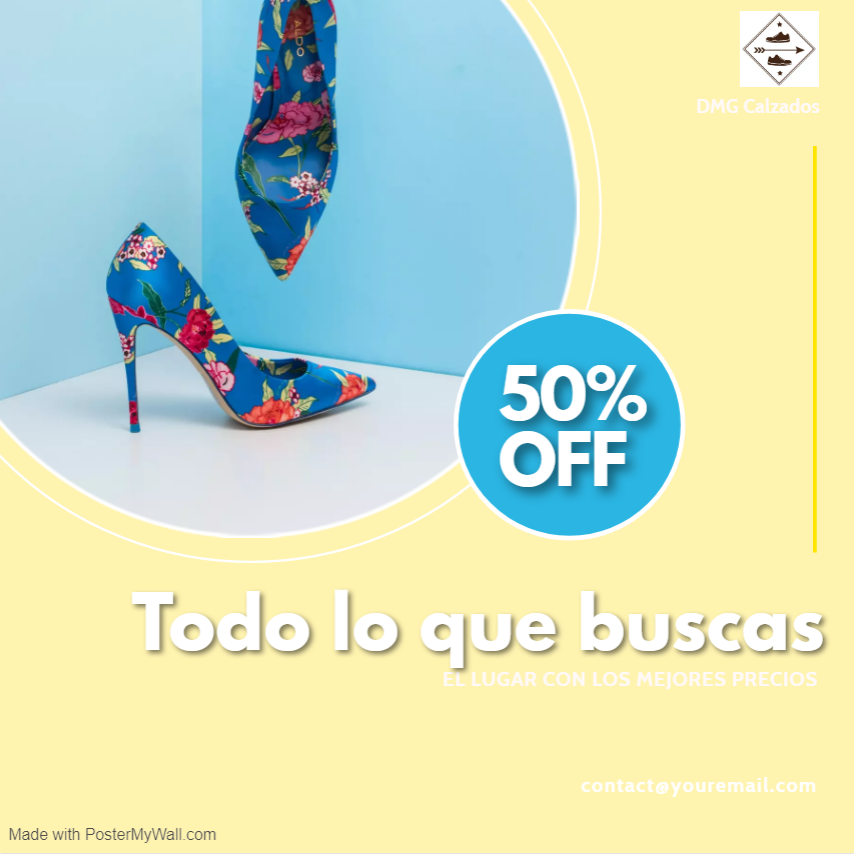 ALDO
DMG Calzados
50%
OFF
Todo lo que buscas
EL LUGAR CON LOS MEJORES PRECIOS
contact@youremail.com
Made with PosterMyWall.com